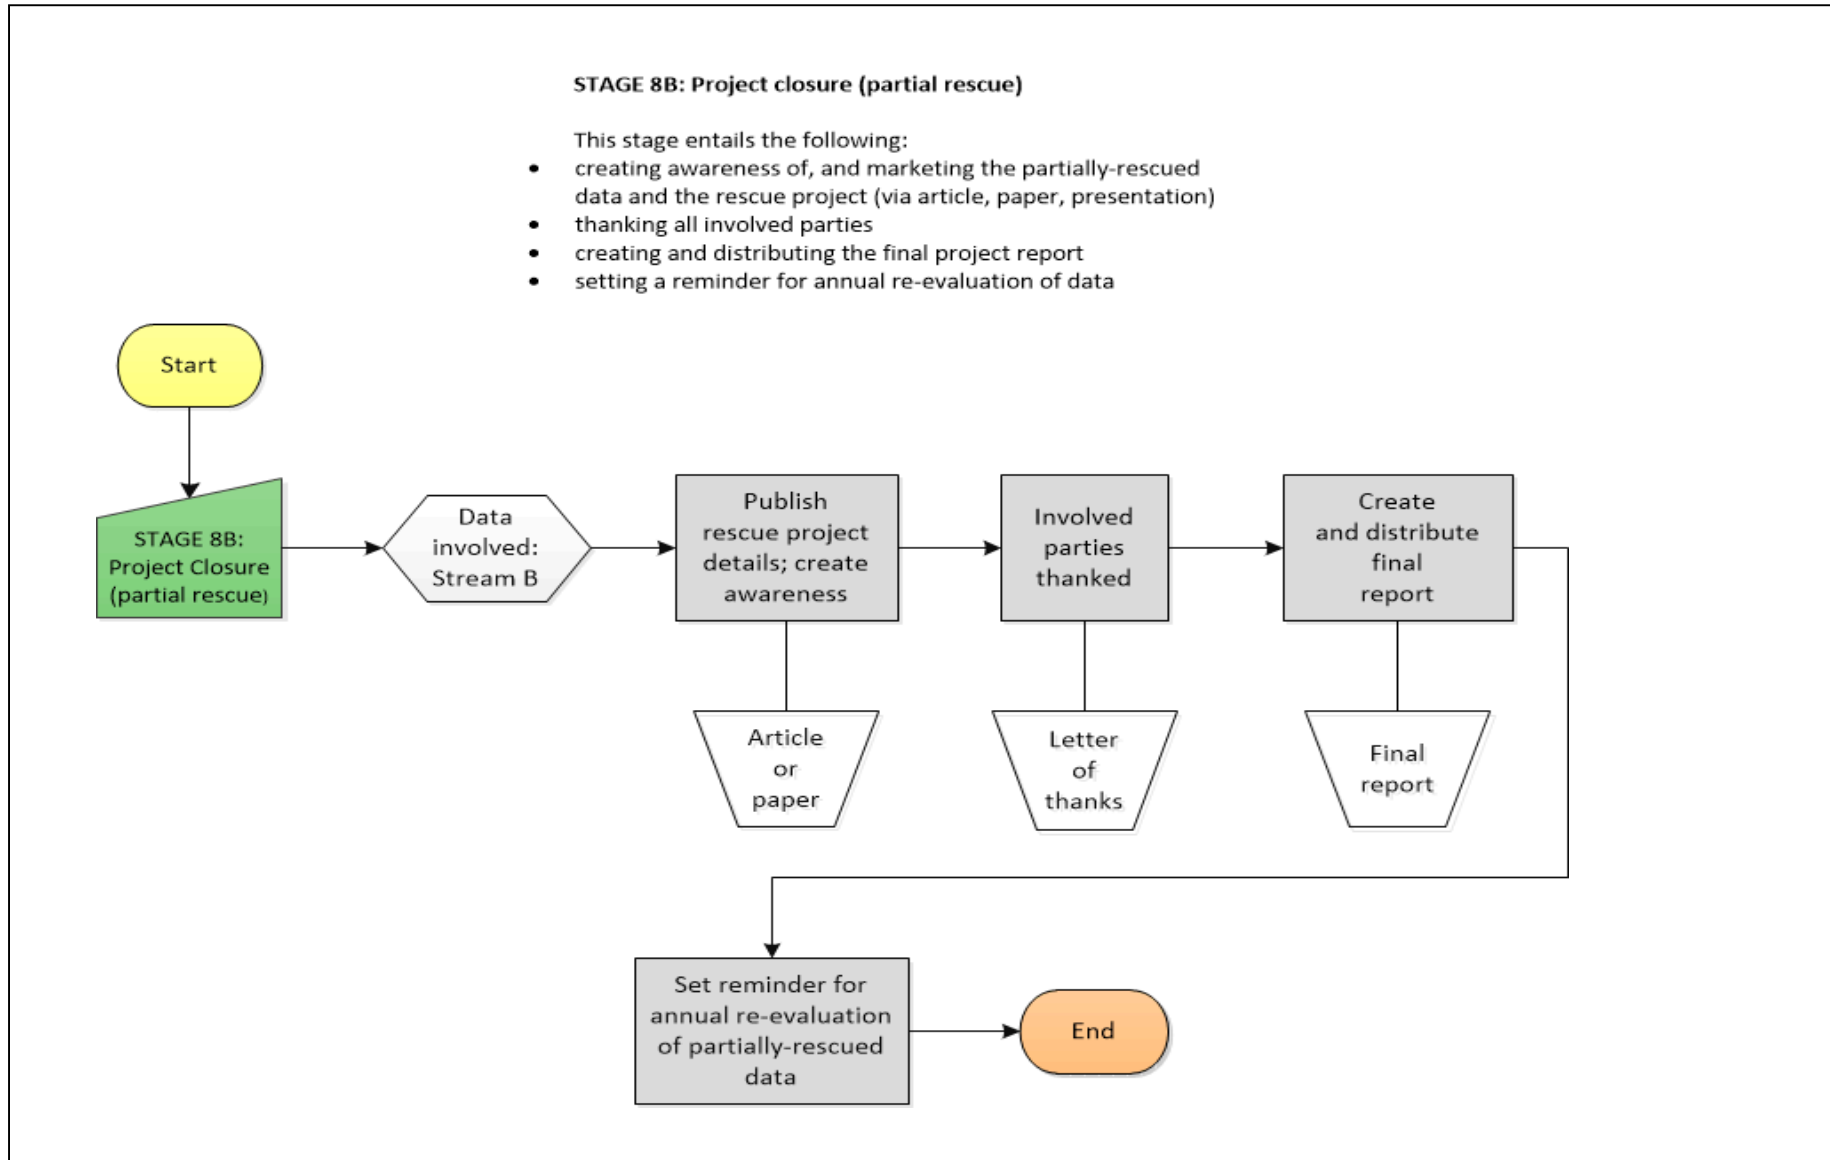 STAGE 8B: Project closure (partial rescue)
This stage entails the following:
• creating awareness of, and marketing the partially-rescued
data and the rescue project (via article, paper, presentation)
• thanking all involved parties
• creating and distributing the final project report
• setting a reminder for annual re-evaluation of data
Start
STAGE 8B:
Project Closure
(partial rescue)
Data
involved:
Stream B
Publish
rescue project
details; create
awareness
Involved
parties
thanked
Create
and distribute
final
report
Article
or
paper
Letter
of
thanks
Final
report
Set reminder for
annual re-evaluation
of partially-rescued
data
End